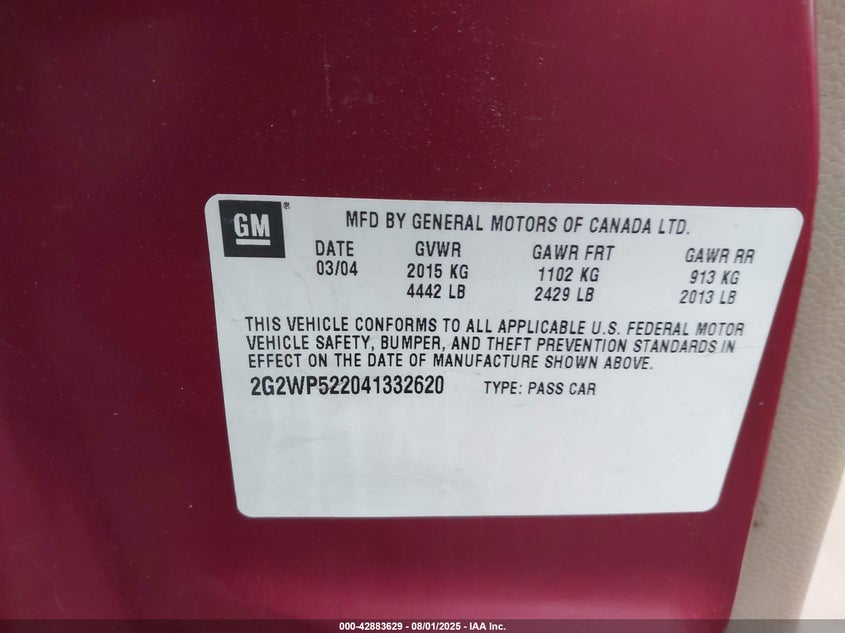 GM ®
MFD BY GENERAL MOTORS OF CANADA LTD.
DATE GVWR GAWR FRT GAWR RR
03/04 2015 KG 1102 KG 913 KG
4442 LB 2429 LB 2013 LB
THIS VEHICLE CONFORMS TO ALL APPLICABLE U.S. FEDERAL MOTOR
VEHICLE SAFETY, BUMPER, AND THEFT PREVENTION STANDARDS IN
EFFECT ON THE DATE OF MANUFACTURE SHOWN ABOVE.
2G2WP522041332620 TYPE: PASS CAR
000-42883629 - 08/01/2025 - IAA Inc.